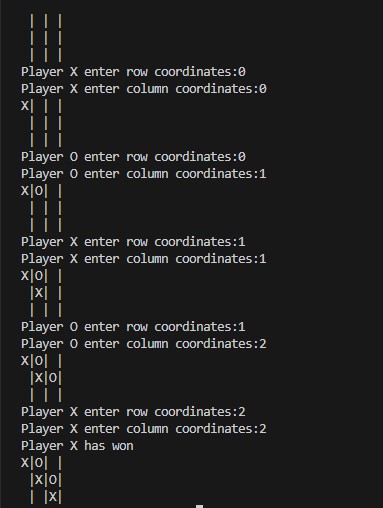 | | |
 | | |
 | | |
Player X enter row coordinates:0
Player X enter column coordinates:0
X| | |
 | | |
 | | |
Player O enter row coordinates:0
Player O enter column coordinates:1
X|O| |
 | | |
 | | |
Player X enter row coordinates:1
Player X enter column coordinates:1
X|O| |
 |X| |
 | | |
Player O enter row coordinates:1
Player O enter column coordinates:2
X|O| |
 |X|O|
 | | |
Player X enter row coordinates:2
Player X enter column coordinates:2
Player X has won
X|O| |
 |X|O|
 | |X|